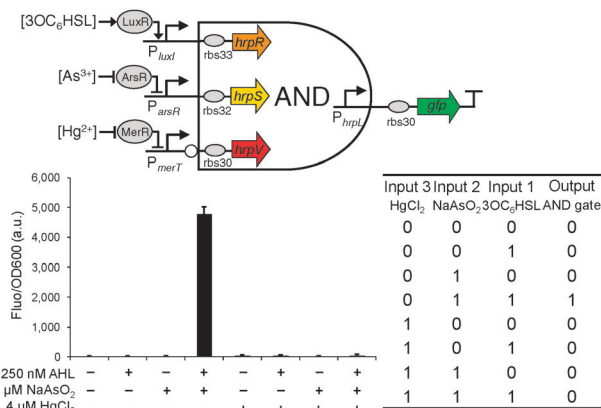 [3OC6HSL] LuxR
PluxI rbs33 hrpR
[As3+] ArsR
ParsR rbs32 hrpS AND PhrpL rbs30 gfp
[Hg2+] MerR
PmerT rbs30 hrpV
Fluo/OD600 (a.u.)
6,000
5,000
4,000
3,000
2,000
1,000
0
250 nM AHL – + – + – + – +
µM NaAsO2 – – + + – – + +
4 µM HgCl2 – – – – + + + +
Input 3 Input 2 Input 1 Output
HgCl2 NaAsO2 3OC6HSL AND gate
0 0 0 0
0 0 1 0
0 1 0 0
0 1 1 1
1 0 0 0
1 0 1 0
1 1 0 0
1 1 1 0